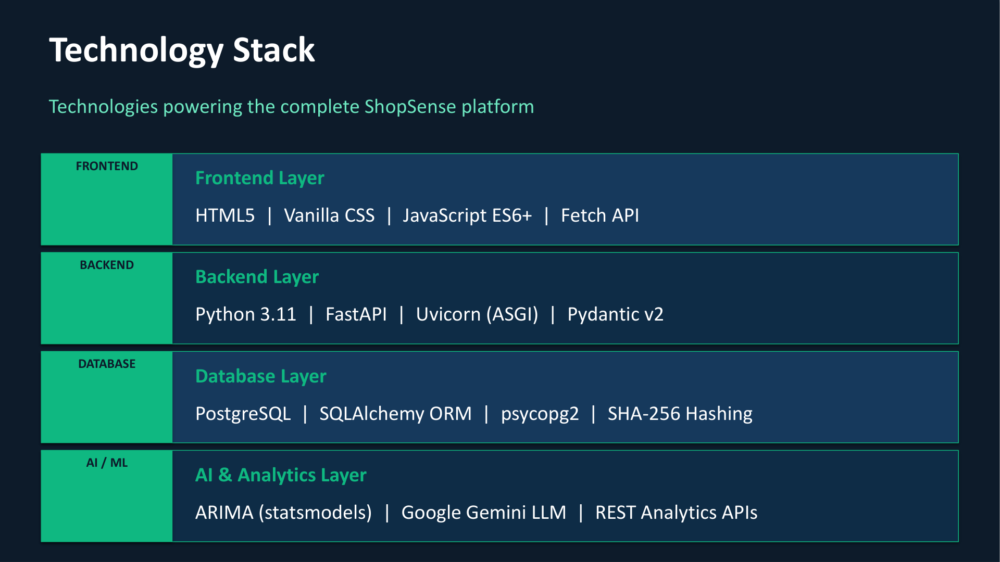 Technology Stack
Technologies powering the complete ShopSense platform
FRONTEND
Frontend Layer
HTML5 | Vanilla CSS | JavaScript ES6+ | Fetch API
BACKEND
Backend Layer
Python 3.11 | FastAPI | Uvicorn (ASGI) | Pydantic v2
DATABASE
Database Layer
PostgreSQL | SQLAlchemy ORM | psycopg2 | SHA-256 Hashing
AI / ML
AI & Analytics Layer
ARIMA (statsmodels) | Google Gemini LLM | REST Analytics APIs